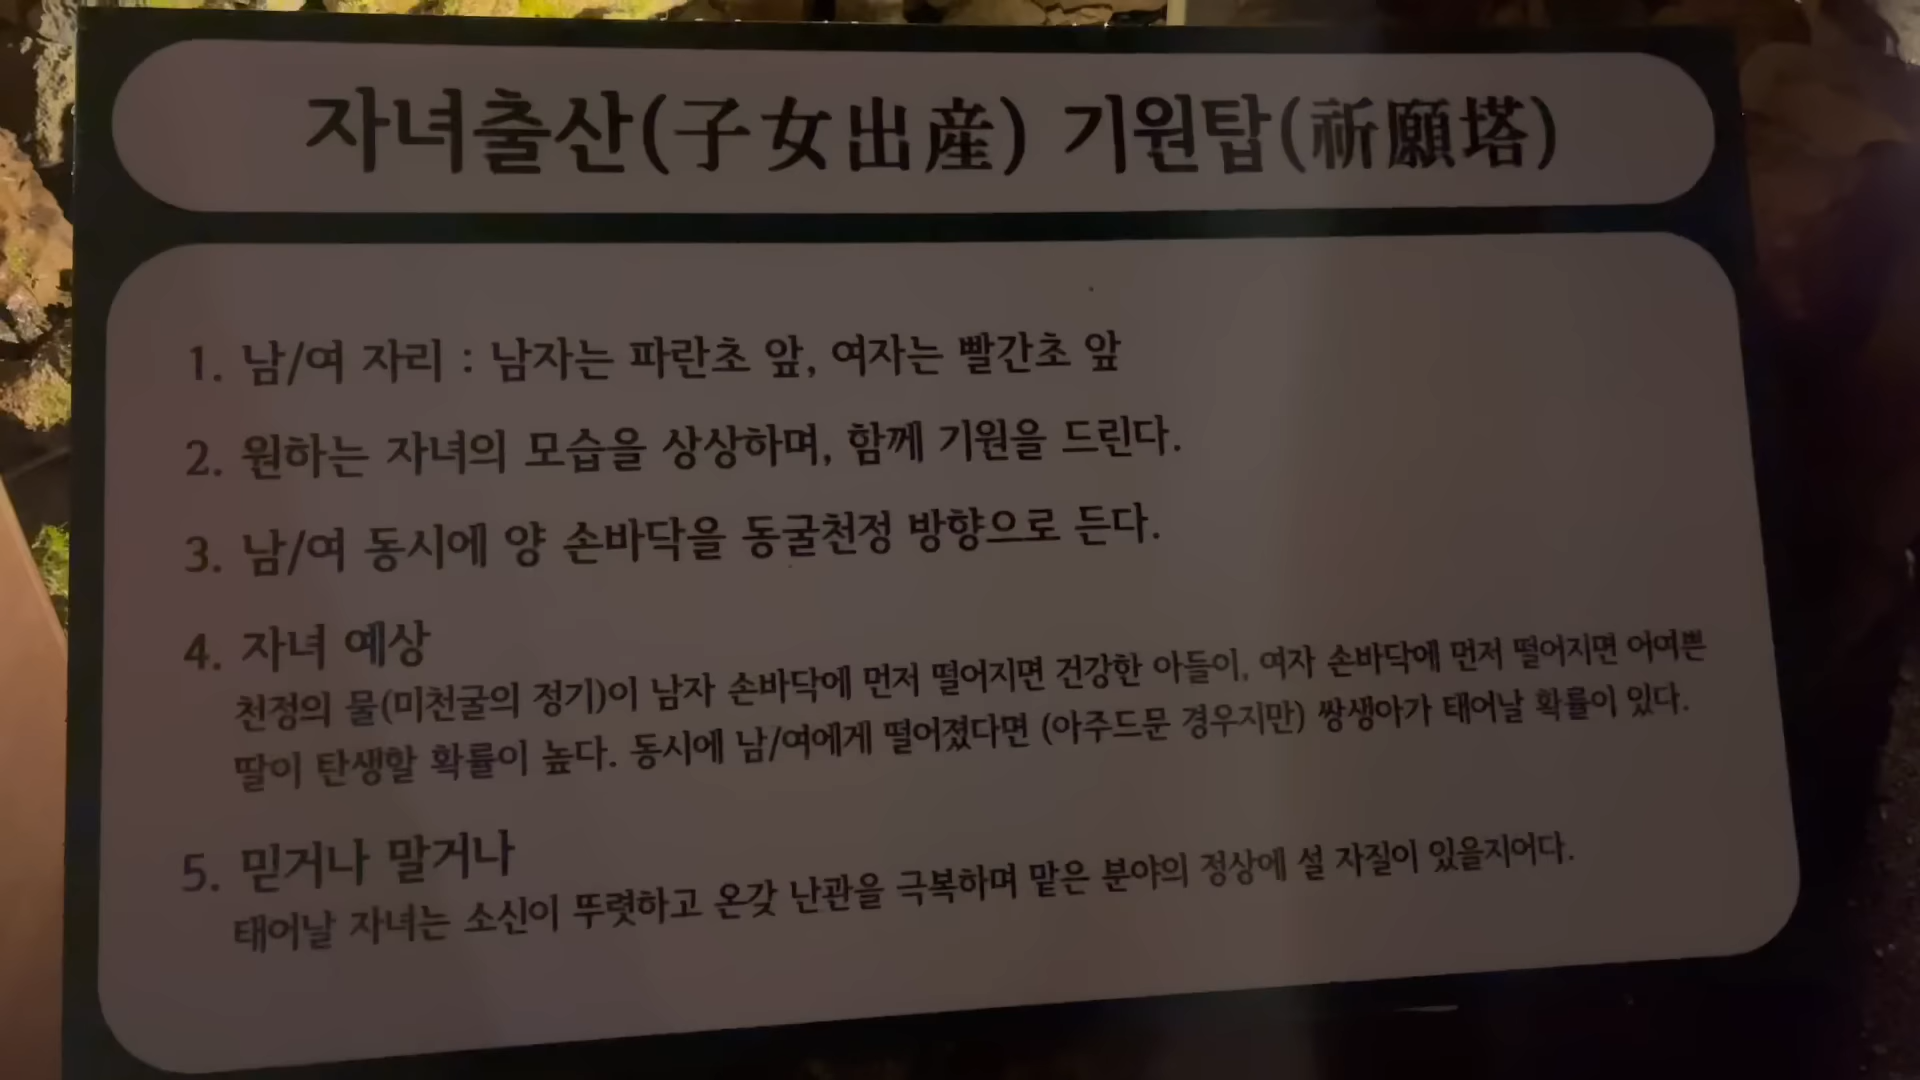 자녀출산(子女出産) 기원탑(祈願塔)
1. 남/여 자리 : 남자는 파란초 앞, 여자는 빨간초 앞
2. 원하는 자녀의 모습을 상상하며, 함께 기원을 드린다.
3. 남/여 동시에 양 손바닥을 동굴천정 방향으로 든다.
4. 자녀 예상
천정의 물(미천굴의 정기)이 남자 손바닥에 먼저 떨어지면 건강한 아들이, 여자 손바닥에 먼저 떨어지면 어여쁜
딸이 탄생할 확률이 높다. 동시에 남/여에게 떨어졌다면 (아주드문 경우지만) 쌍생아가 태어날 확률이 있다.
5. 믿거나 말거나
태어날 자녀는 소신이 뚜렷하고 온갖 난관을 극복하며 맡은 분야의 정상에 설 자질이 있을지어다.